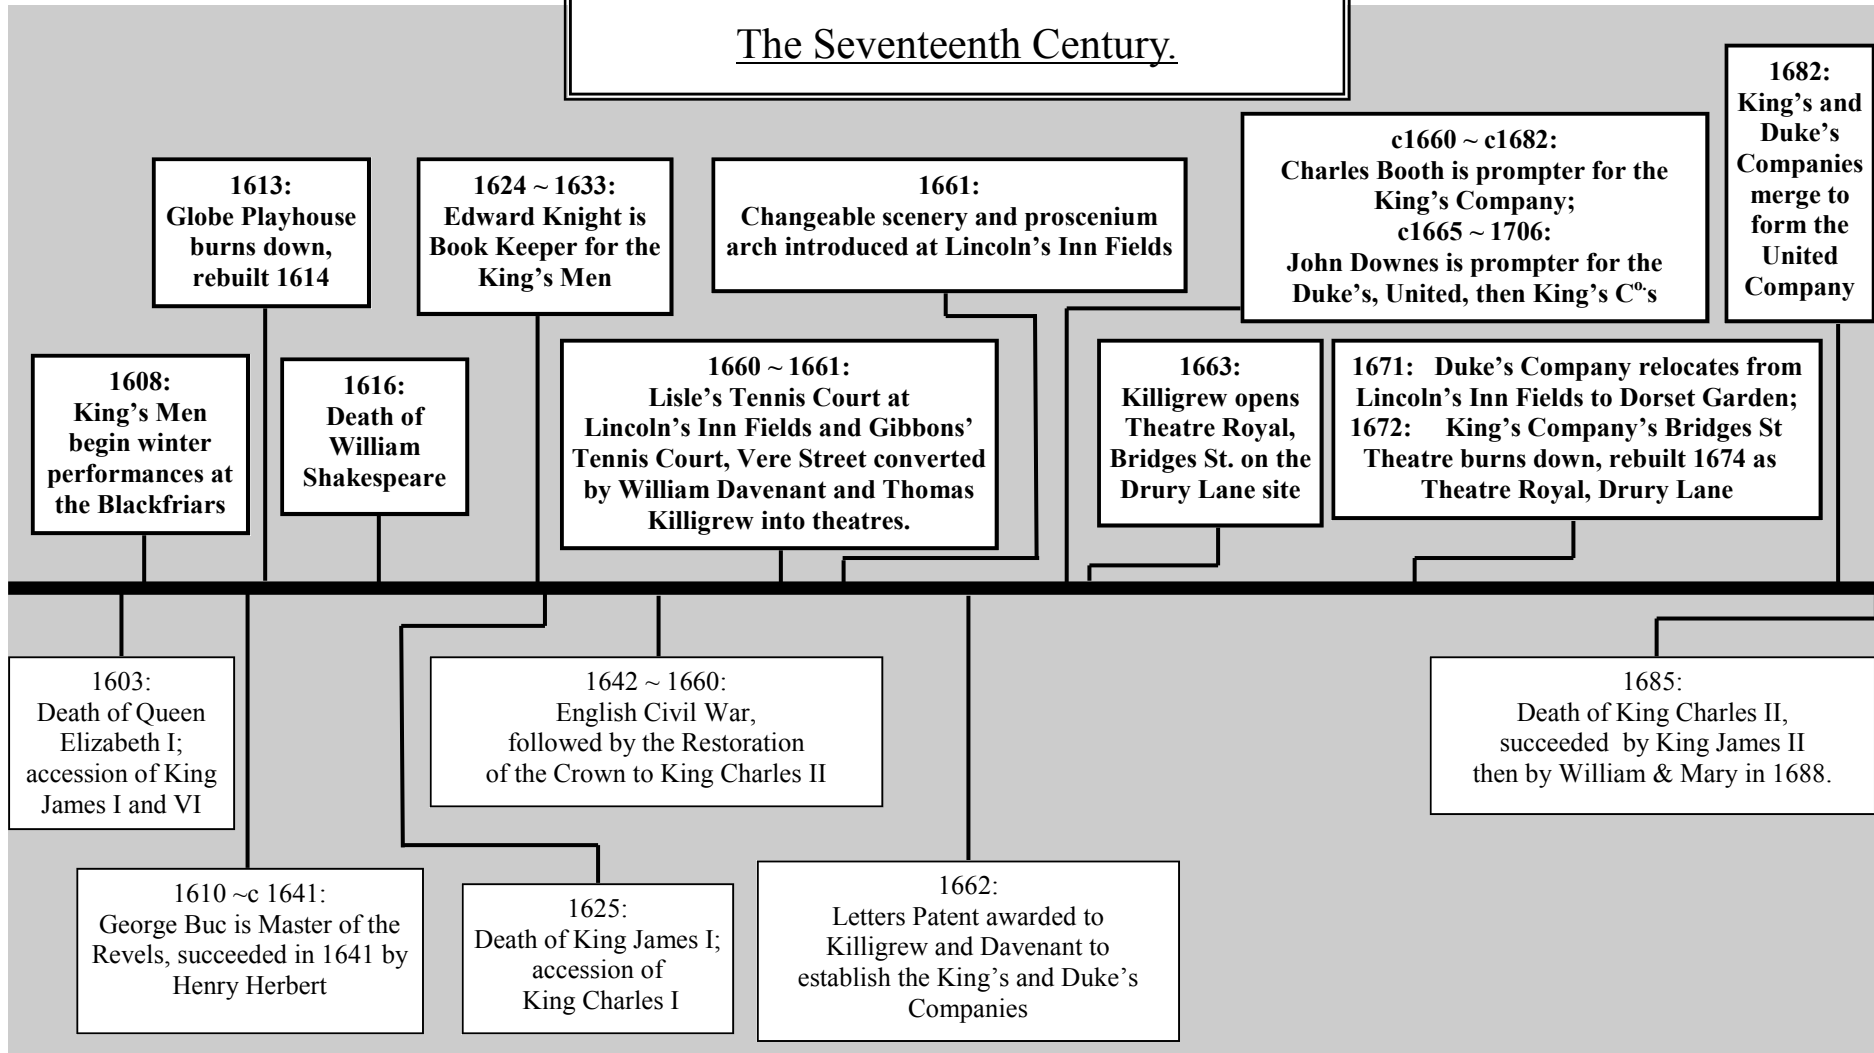 The Seventeenth Century.
1682:
King’s and
Duke’s
Companies
merge to
form the
United
Company
c1660 ~ c1682:
Charles Booth is prompter for the
King’s Company;
c1665 ~ 1706:
John Downes is prompter for the
Duke’s, United, then King’s Cº·s
1613:
Globe Playhouse
burns down,
rebuilt 1614
1624 ~ 1633:
Edward Knight is
Book Keeper for the
King’s Men
1661:
Changeable scenery and proscenium
arch introduced at Lincoln’s Inn Fields
1608:
King’s Men
begin winter
performances at
the Blackfriars
1616:
Death of
William
Shakespeare
1660 ~ 1661:
Lisle’s Tennis Court at
Lincoln’s Inn Fields and Gibbons’
Tennis Court, Vere Street converted
by William Davenant and Thomas
Killigrew into theatres.
1663:
Killigrew opens
Theatre Royal,
Bridges St. on the
Drury Lane site
1671: Duke’s Company relocates from
Lincoln’s Inn Fields to Dorset Garden;
1672: King’s Company’s Bridges St
Theatre burns down, rebuilt 1674 as
Theatre Royal, Drury Lane
1603:
Death of Queen
Elizabeth I;
accession of King
James I and VI
1642 ~ 1660:
English Civil War,
followed by the Restoration
of the Crown to King Charles II
1685:
Death of King Charles II,
succeeded by King James II
then by William & Mary in 1688.
1610 ~c 1641:
George Buc is Master of the
Revels, succeeded in 1641 by
Henry Herbert
1625:
Death of King James I;
accession of
King Charles I
1662:
Letters Patent awarded to
Killigrew and Davenant to
establish the King’s and Duke’s
Companies